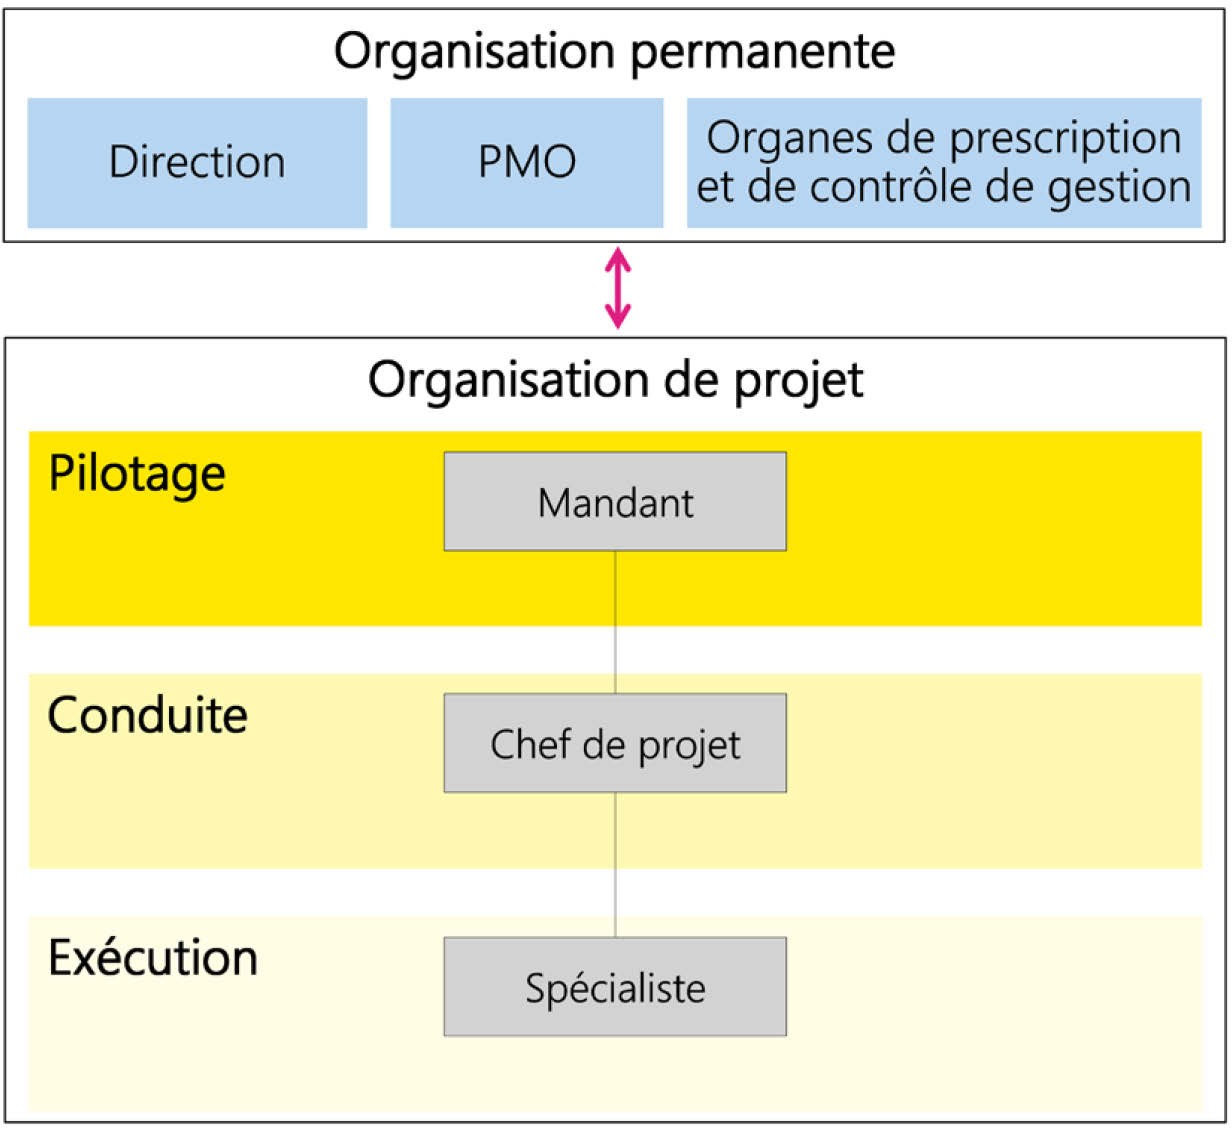 Organisation permanente
Direction
PMO
Organes de prescription
et de contrôle de gestion
Organisation de projet
Pilotage
Mandant
Conduite
Chef de projet
Exécution
Spécialiste